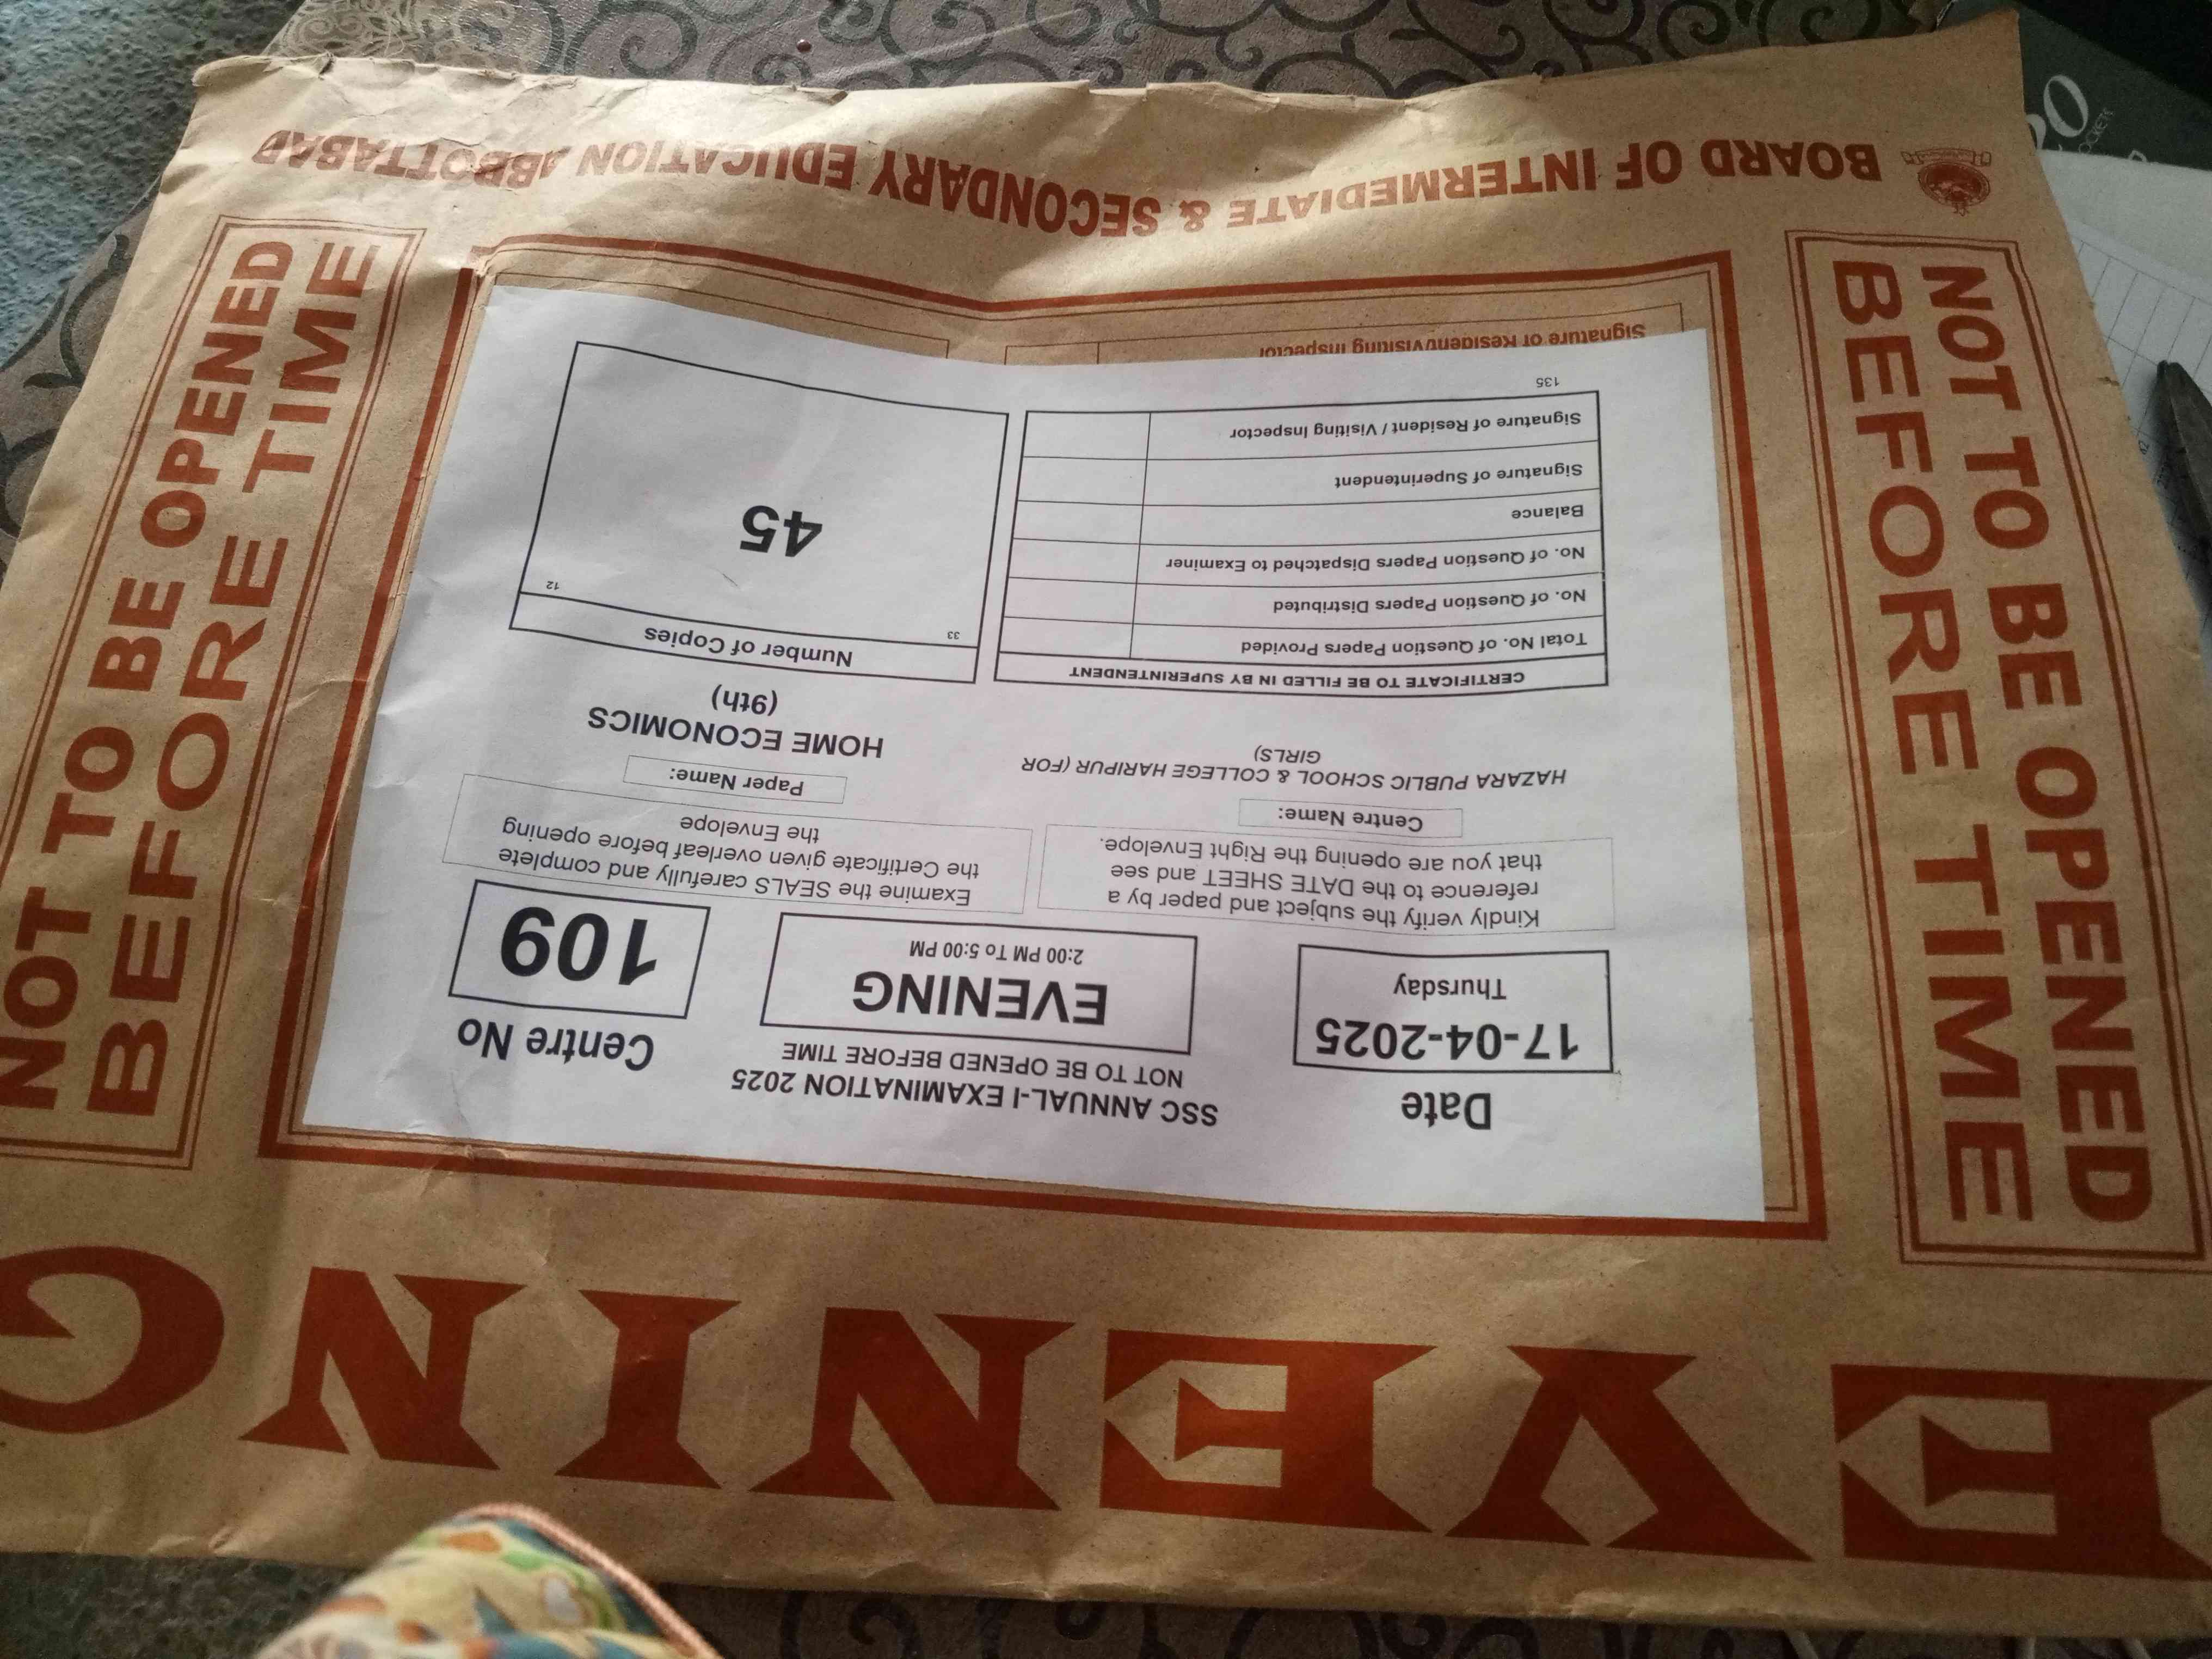 EVENING
SSC ANNUAL-I EXAMINATION 2025
NOT TO BE OPENED BEFORE TIME
Date
17-04-2025
Thursday
EVENING
2:00 PM To 5:00 PM
Centre No
109
Kindly verify the subject and paper by a
reference to the DATE SHEET and see
that you are opening the Right Envelope.
Examine the SEALS carefully and complete
the Certificate given overleaf before opening
the Envelope
Centre Name:
HAZARA PUBLIC SCHOOL & COLLEGE HARIPUR (FOR
GIRLS)
Paper Name:
HOME ECONOMICS
(9th)
CERTIFICATE TO BE FILLED IN BY SUPERINTENDENT
Total No. of Question Papers Provided
No. of Question Papers Distributed
No. of Question Papers Dispatched to Examiner
Balance
Signature of Superintendent
Signature of Resident / Visiting Inspector
135
Number of Copies
33
12
45
Signature of Resident/Visiting Inspector
NOT TO BE OPENED
BEFORE TIME
NOT TO BE OPENED
BEFORE TIME
BOARD OF INTERMEDIATE & SECONDARY EDUCATION ABBOTTABAD